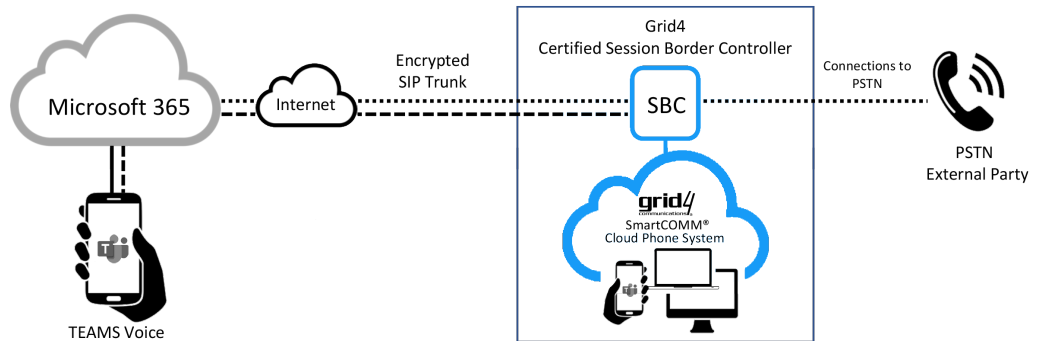 Grid4
Certified Session Border Controller
Microsoft 365
Internet
Encrypted
SIP Trunk
SBC
Connections to
PSTN
PSTN
External Party
grid4
communications®
SmartCOMM®
Cloud Phone System
T
T
TEAMS Voice